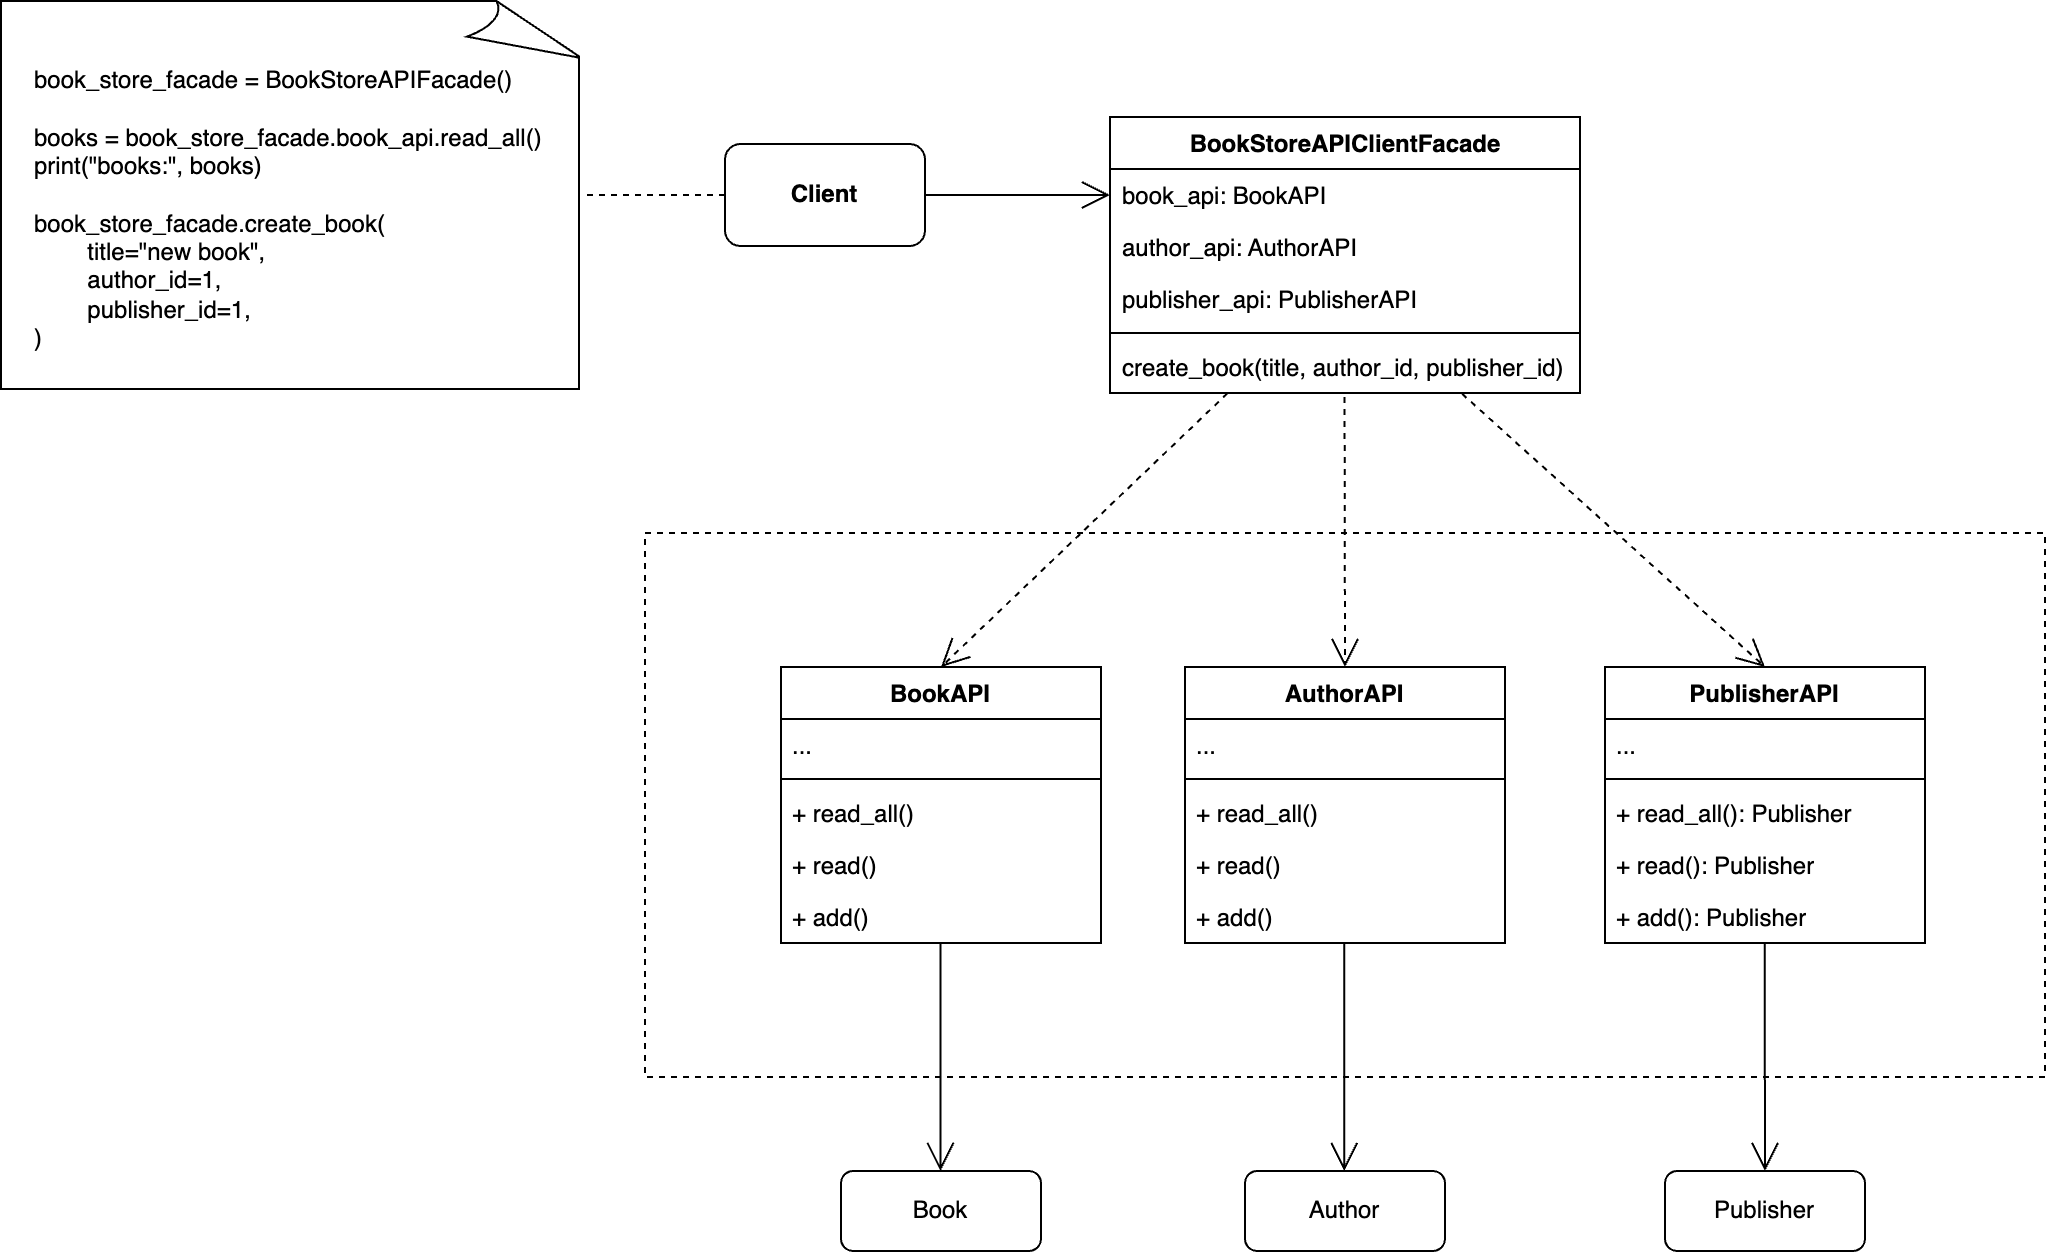 book_store_facade = BookStoreAPIFacade()
books = book_store_facade.book_api.read_all()
print("books:", books)
book_store_facade.create_book(
title="new book",
author_id=1,
publisher_id=1,
)
Client
BookStoreAPIClientFacade
book_api: BookAPI
author_api: AuthorAPI
publisher_api: PublisherAPI
create_book(title, author_id, publisher_id)
BookAPI
...
+ read_all()
+ read()
+ add()
AuthorAPI
...
+ read_all()
+ read()
+ add()
PublisherAPI
...
+ read_all(): Publisher
+ read(): Publisher
+ add(): Publisher
Book
Author
Publisher